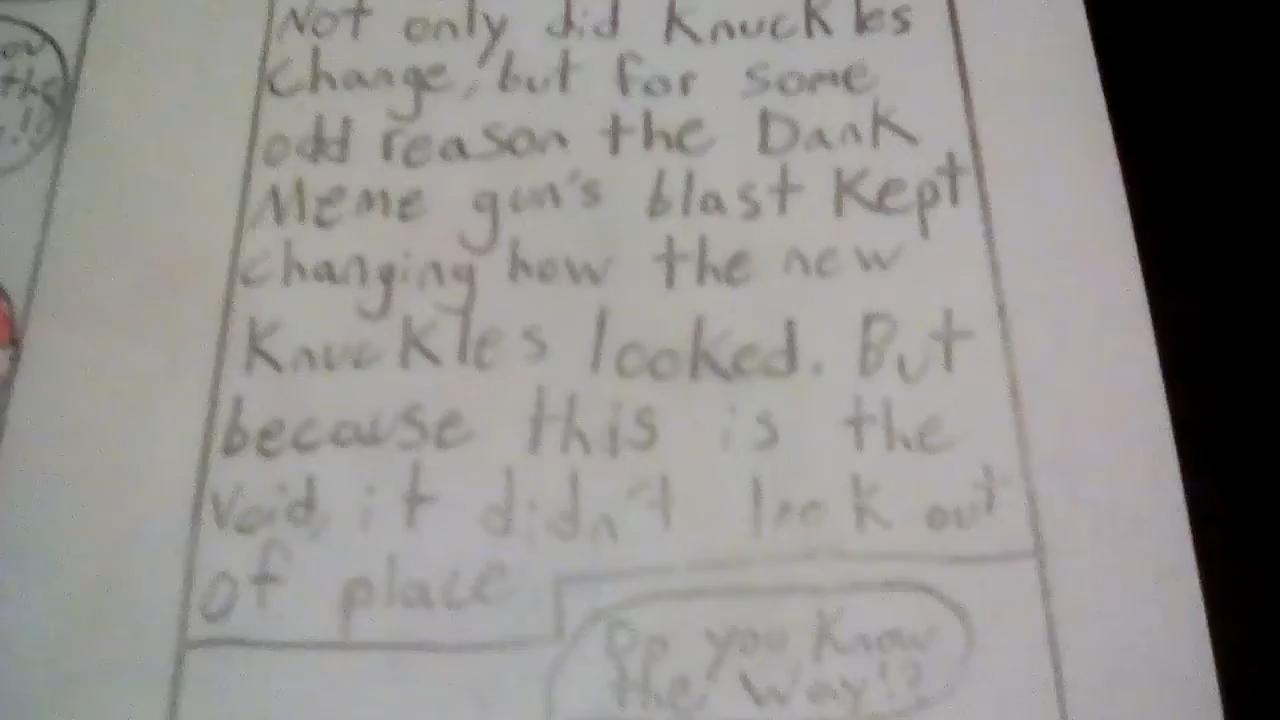 Not only did Knuckles
Change, but for some
odd reason the Dank
Meme gun's blast Kept
changing how the new
Knuckles looked. But
because this is the
Void, it didn't look out
of place
Do you Know
the way!?
ou
the
!?